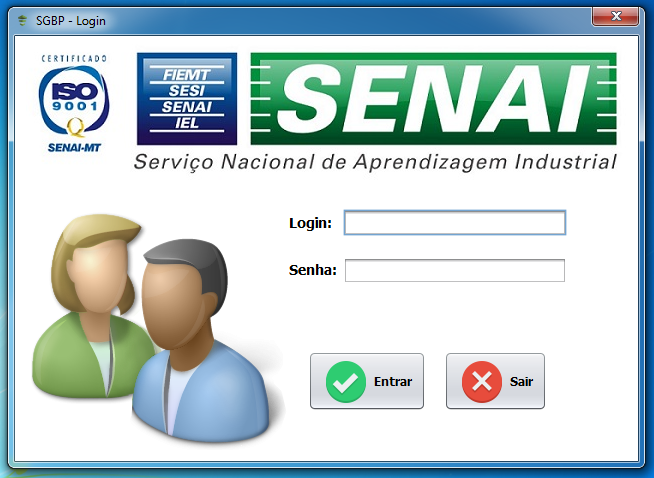 SGBP - Login
CERTIFICADO
ISO
9001
Q
SENAI-MT
FIEMT
SESI
SENAI
IEL
SENAI
Serviço Nacional de Aprendizagem Industrial
Login:
Senha:
Entrar
Sair